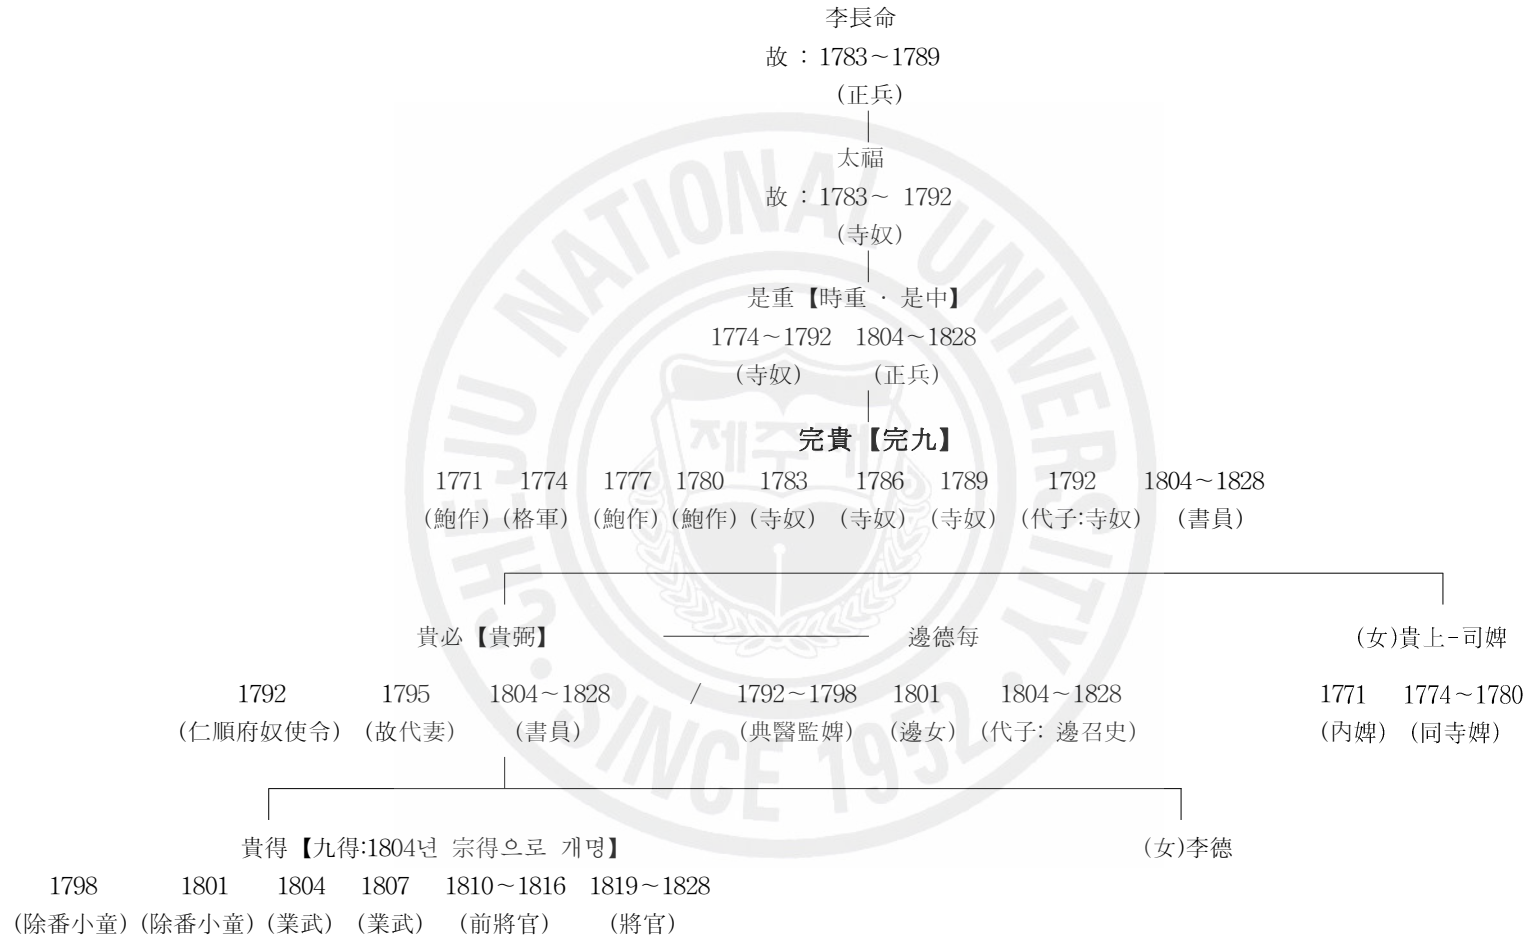 李長命
故 : 1783～1789
(正兵)
太福
故 : 1783～ 1792
(寺奴)
是重【時重 · 是中】
1774～1792 1804～1828
(寺奴) (正兵)
完貴【完九】
1771 1774 1777 1780 1783 1786 1789 1792 1804～1828
(鮑作) (格軍) (鮑作) (鮑作) (寺奴) (寺奴) (寺奴) (代子:寺奴) (書員)
貴必【貴弼】 邊德每 (女)貴上-司婢
1792 1795 1804～1828 / 1792～1798 1801 1804～1828 1771 1774～1780
(仁順府奴使令) (故代妻) (書員) (典醫監婢) (邊女) (代子: 邊召史) (內婢) (同寺婢)
貴得【九得:1804년 宗得으로 개명】 (女)李德
1798 1801 1804 1807 1810～1816 1819～1828
(除番小童) (除番小童) (業武) (業武) (前將官) (將官)
CHEJU NATIONAL UNIVERSITY
제주대
· SINCE 1952 ·